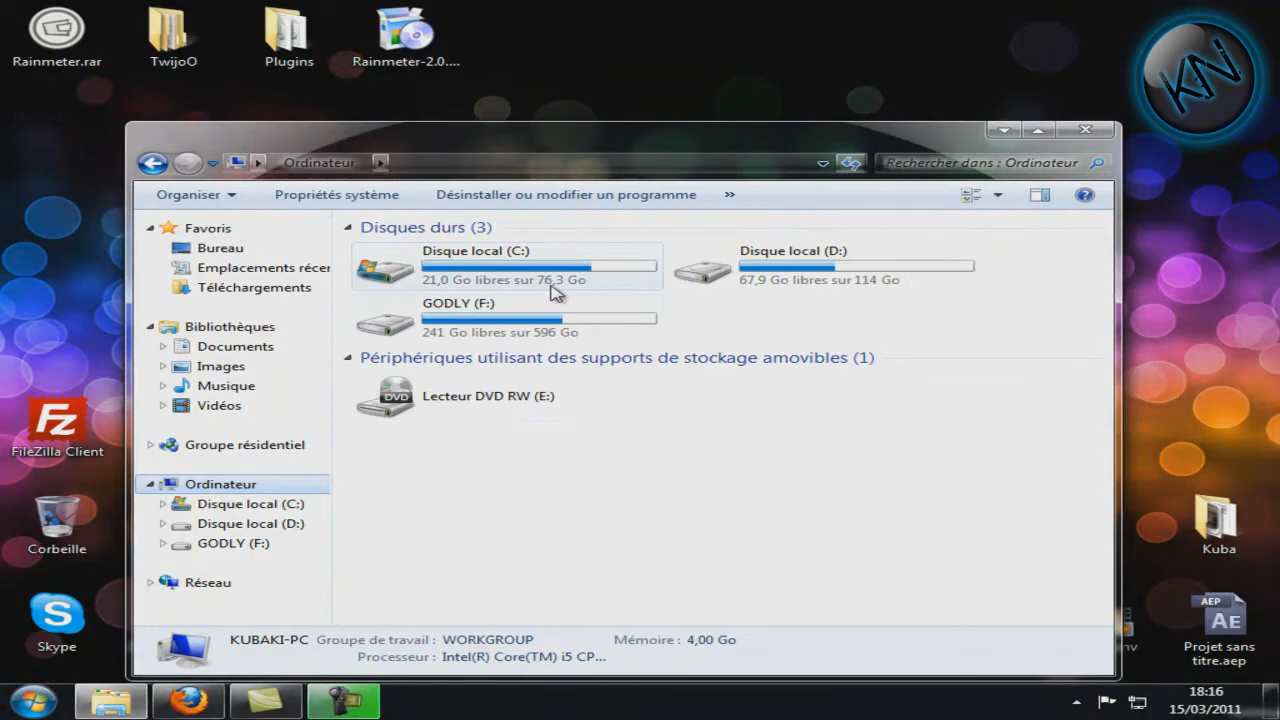 Rainmeter.rar
TwijoO
Plugins
Rainmeter-2.0....
KN
Ordinateur
Rechercher dans : Ordinateur
Organiser
Propriétés système
Désinstaller ou modifier un programme
»
Favoris
Bureau
Emplacements récer
Téléchargements
Bibliothèques
Documents
Images
Musique
Vidéos
Groupe résidentiel
Ordinateur
Disque local (C:)
Disque local (D:)
GODLY (F:)
Réseau
Disques durs (3)
Disque local (C:)
21,0 Go libres sur 76,3 Go
Disque local (D:)
67,9 Go libres sur 114 Go
GODLY (F:)
241 Go libres sur 596 Go
Périphériques utilisant des supports de stockage amovibles (1)
DVD
Lecteur DVD RW (E:)
KUBAKI-PC
Groupe de travail : WORKGROUP
Mémoire : 4,00 Go
Processeur : Intel(R) Core(TM) i5 CP...
Fz
FileZilla Client
Corbeille
S
Skype
Kuba
AEP
Ae
Projet sans
titre.aep
18:16
15/03/2011